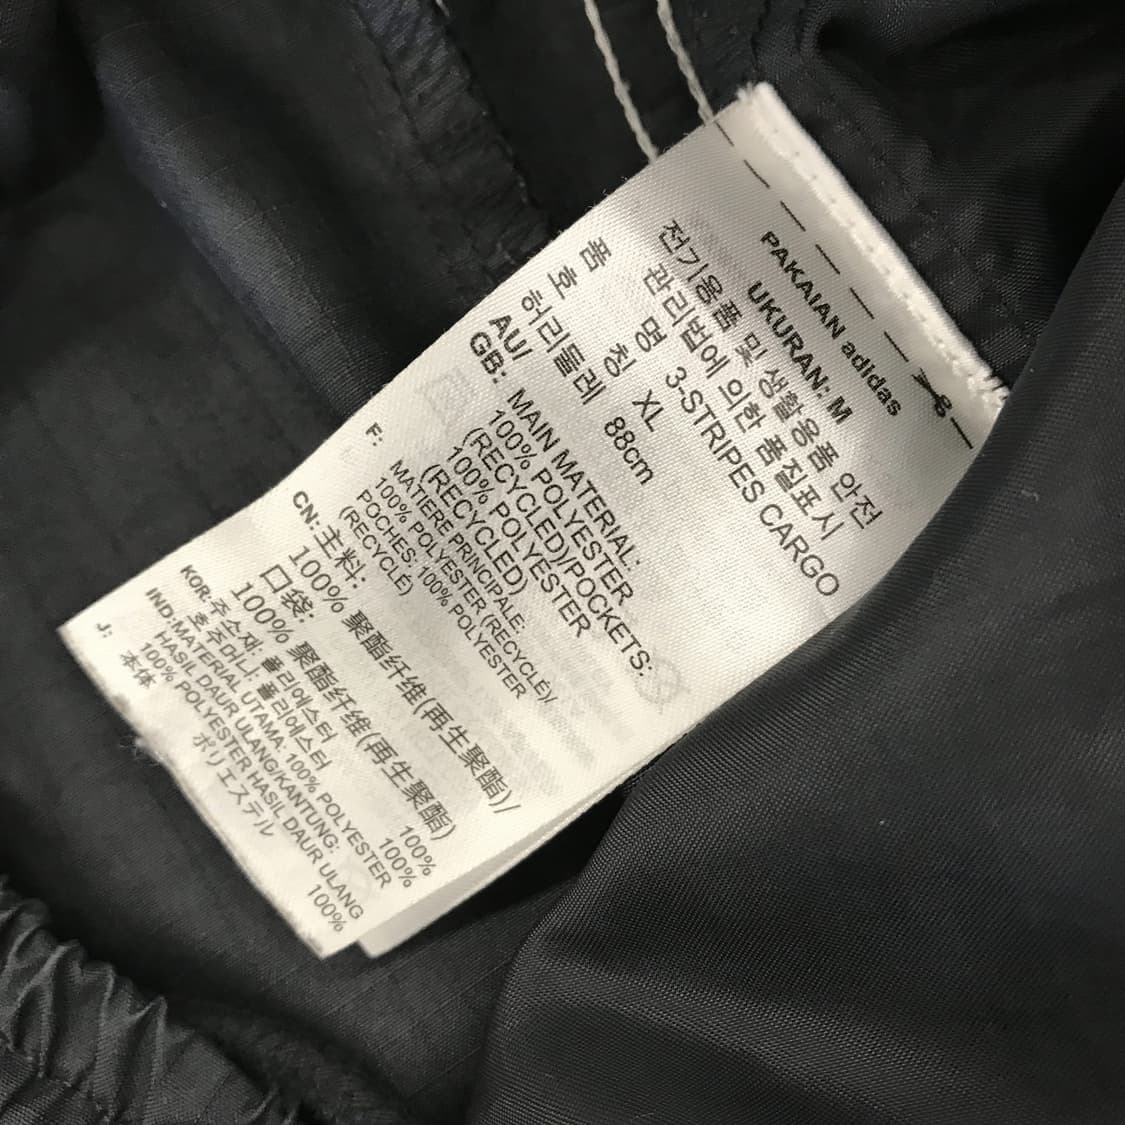 PAKAIAN adidas
UKURAN: M
전기용품 및 생활용품 안전
관리법에 의한 품질표시
품 명 3-STRIPES CARGO
호 칭 XL
허리둘레 88cm
AU/
GB: MAIN MATERIAL:
100% POLYESTER
(RECYCLED)/POCKETS:
100% POLYESTER
(RECYCLED)
F: MATIERE PRINCIPALE:
100% POLYESTER (RECYCLÉ)/
POCHES: 100% POLYESTER
(RECYCLÉ)
CN: 主料:
100% 聚酯纤维(再生聚酯)/
口袋:
100% 聚酯纤维(再生聚酯)
KOR: 주소재: 폴리에스터 100%
호주머니: 폴리에스터 100%
IND:MATERIAL UTAMA: 100% POLYESTER
HASIL DAUR ULANG/KANTUNG:
100% POLYESTER HASIL DAUR ULANG
J: 本体 ポリエステル 100%